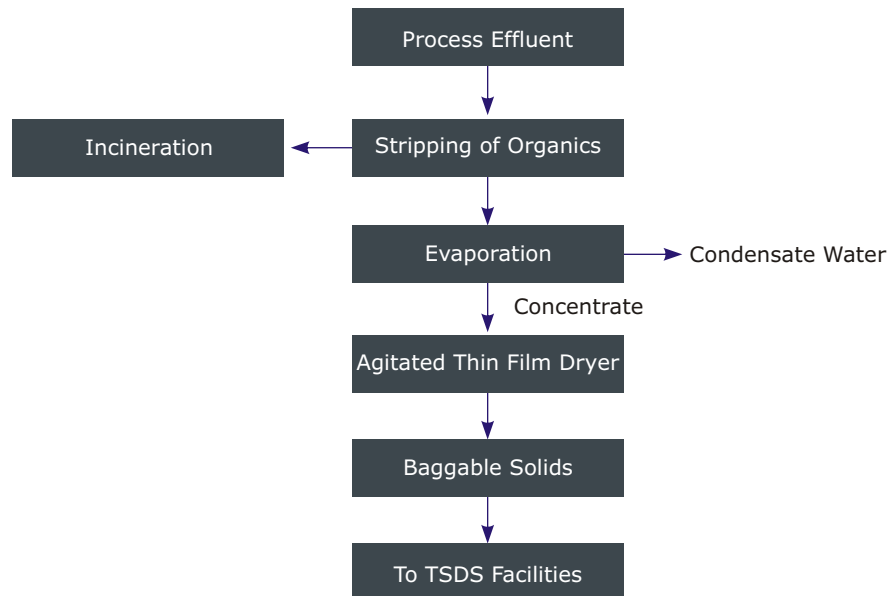 Process Effluent
Incineration
Stripping of Organics
Evaporation
Condensate Water
Concentrate
Agitated Thin Film Dryer
Baggable Solids
To TSDS Facilities